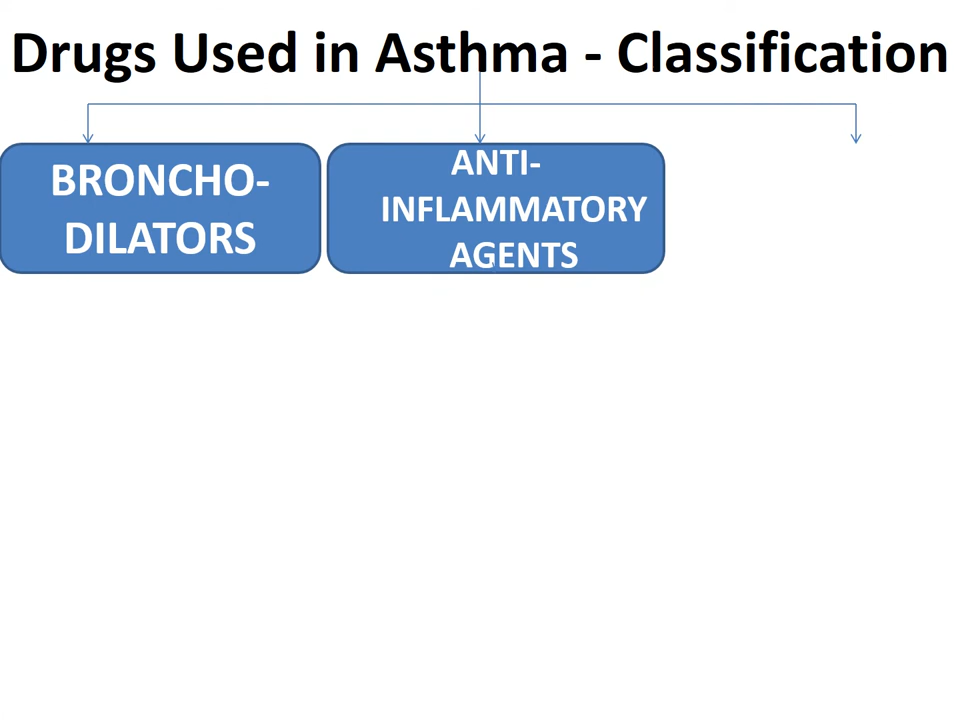 Drugs Used in Asthma - Classification
BRONCHO-
DILATORS
ANTI-
INFLAMMATORY
AGENTS